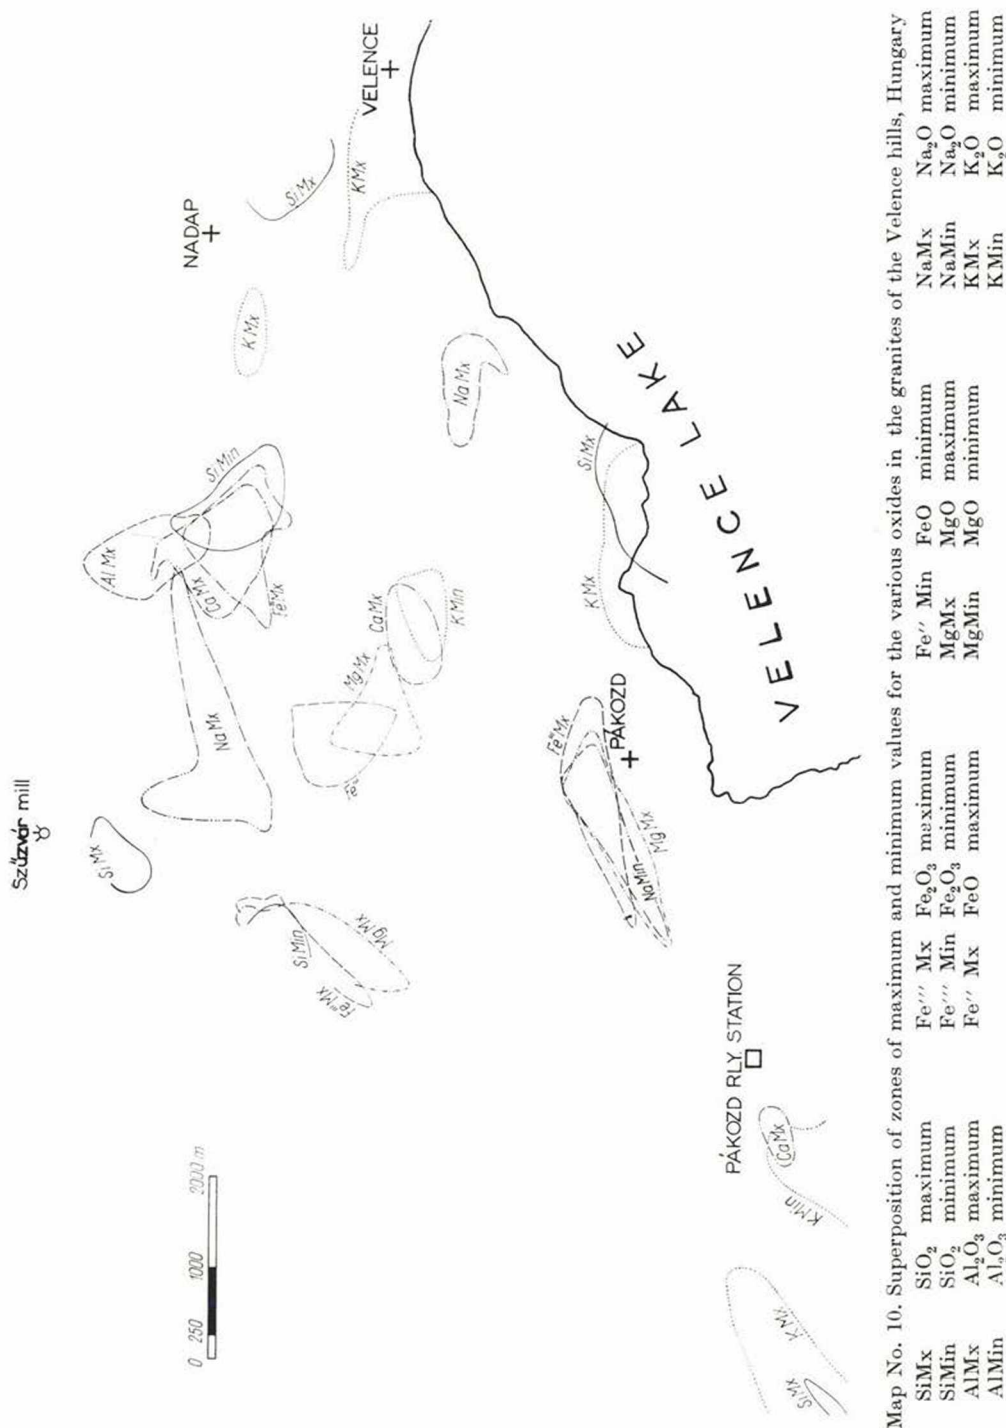 Szűzvár mill
NADAP
VELENCE
SiMx
KMx
KMx
AlMx
SiMin
CaMx
Fe‴Mx
NaMx
NaMx
SiMx
MgMx
CaMx
KMin
SiMin
MgMx
Fe‴Mx
SiMx
KMx
Fe‴Mx
PÁKOZD
NaMin
MgMx
VELENCE LAKE
PÁKOZD RLY. STATION
CaMx
KMin
KMx
SiMx
0 250 1000 2000 m
Map No. 10. Superposition of zones of maximum and minimum values for the various oxides in the granites of the Velence hills, Hungary
SiMx SiO₂ maximum Fe‴ Mx Fe₂O₃ maximum Fe″ Min FeO minimum NaMx Na₂O maximum
SiMin SiO₂ minimum Fe‴ Min Fe₂O₃ minimum MgMx MgO maximum NaMin Na₂O minimum
AlMx Al₂O₃ maximum Fe″ Mx FeO maximum MgMin MgO minimum KMx K₂O maximum
AlMin Al₂O₃ minimum KMin K₂O minimum